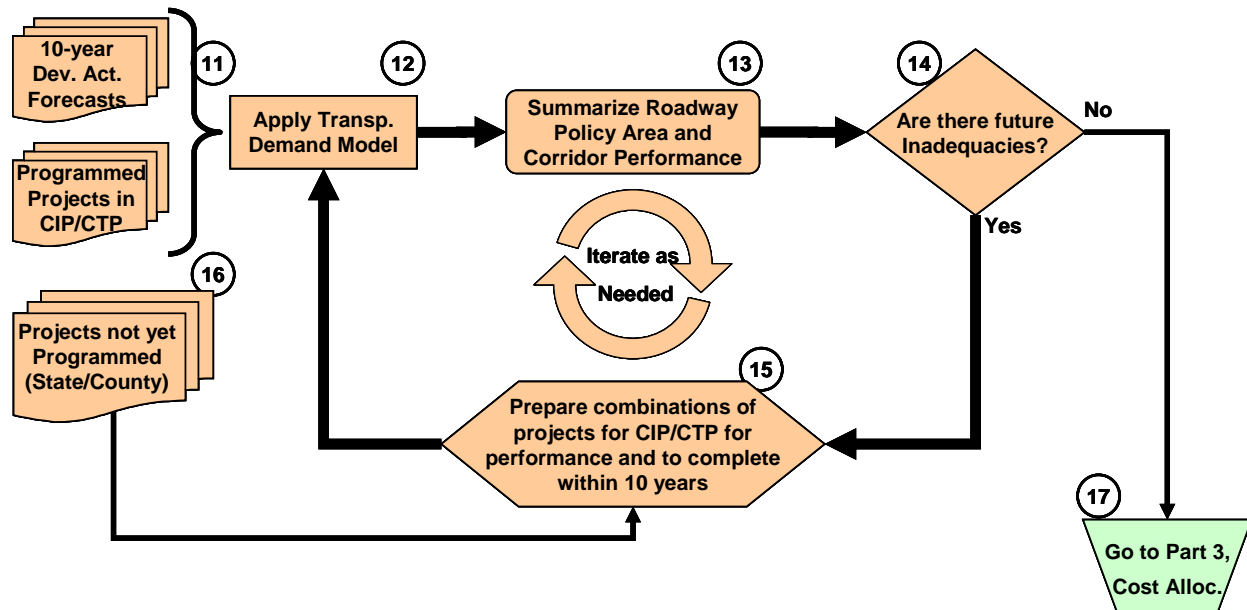 10-year
Dev. Act.
Forecasts
11
Programmed
Projects in
CIP/CTP
12
Apply Transp.
Demand Model
13
Summarize Roadway
Policy Area and
Corridor Performance
14
Are there future
Inadequacies?
No
Yes
Iterate as
Needed
16
Projects not yet
Programmed
(State/County)
15
Prepare combinations of
projects for CIP/CTP for
performance and to complete
within 10 years
17
Go to Part 3,
Cost Alloc.